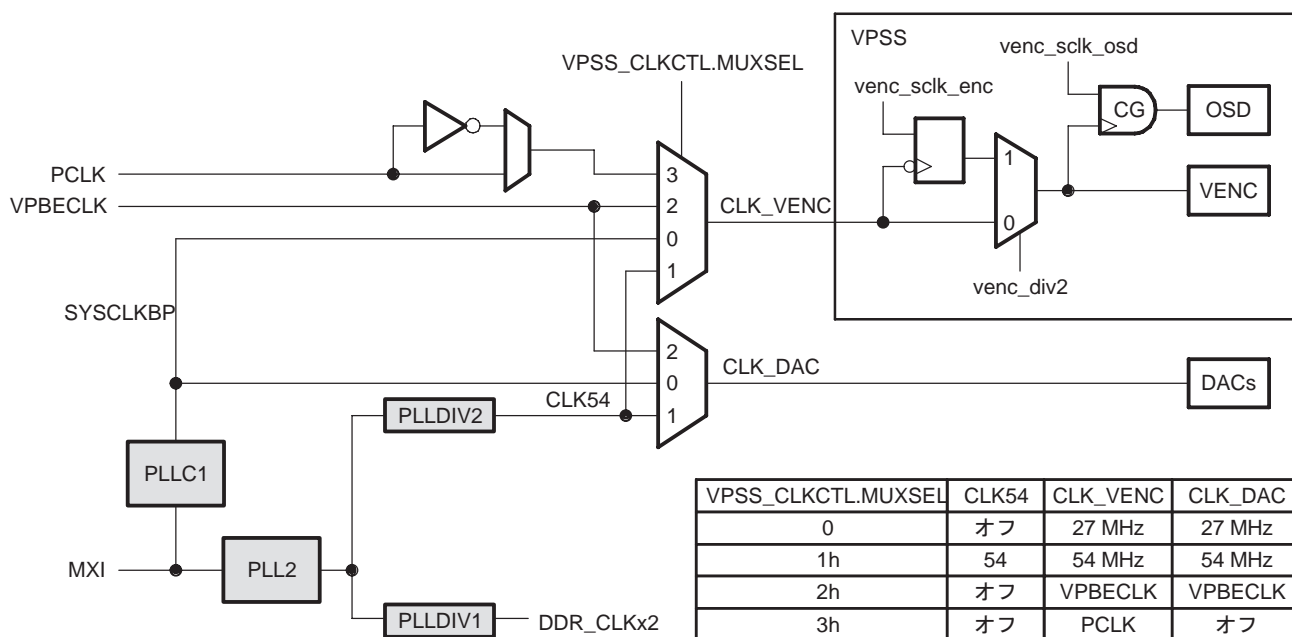 VPSS
venc_sclk_osd
VPSS_CLKCTL.MUXSEL
venc_sclk_enc
CG
OSD
PCLK
3
1
VPBECLK
2
CLK_VENC
VENC
0
0
1
venc_div2
SYSCLKBP
2
CLK_DAC
0
DACs
CLK54
1
PLLDIV2
PLLC1
MXI
PLL2
PLLDIV1
DDR_CLKx2
VPSS_CLKCTL.MUXSEL CLK54 CLK_VENC CLK_DAC
0 オフ 27 MHz 27 MHz
1h 54 54 MHz 54 MHz
2h オフ VPBECLK VPBECLK
3h オフ PCLK オフ